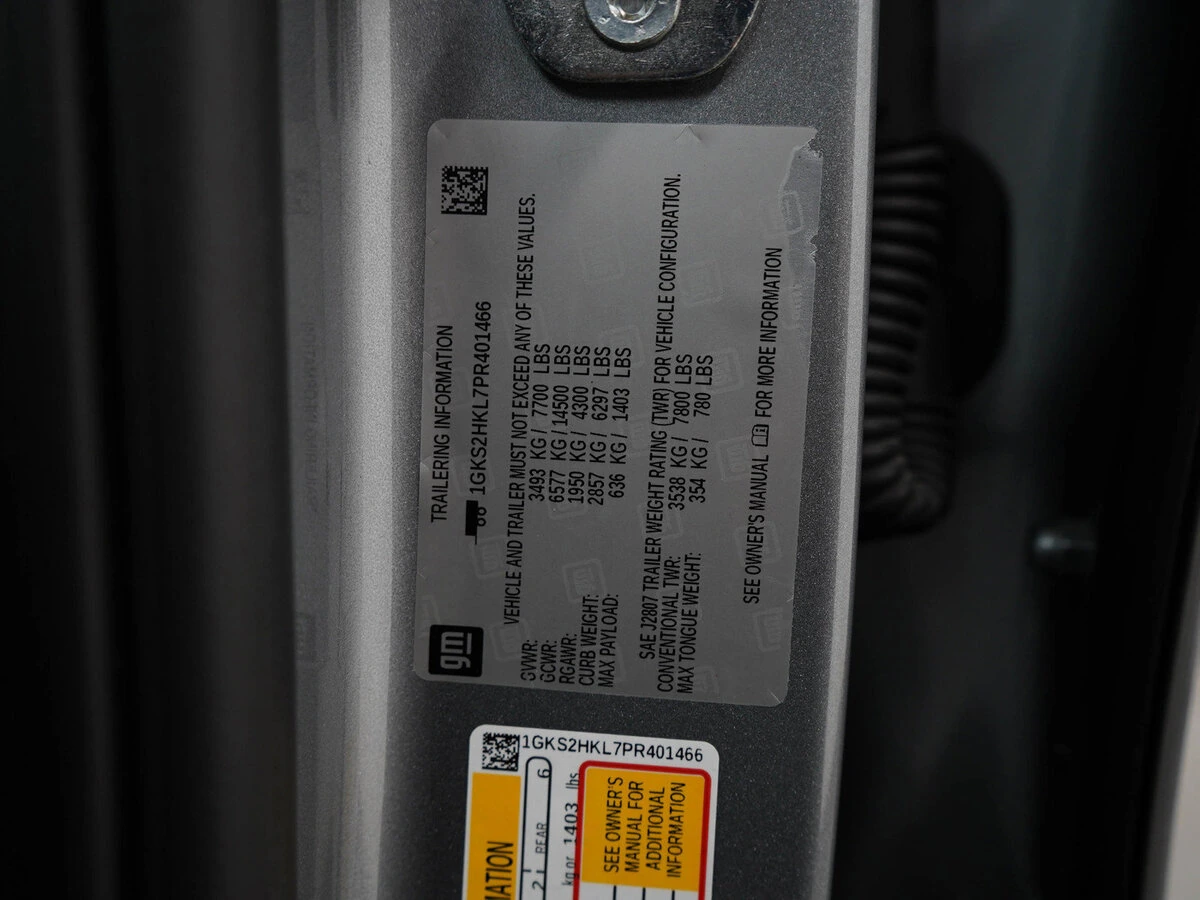 TRAILERING INFORMATION
1GKS2HKL7PR401466
VEHICLE AND TRAILER MUST NOT EXCEED ANY OF THESE VALUES.
GVWR: 3493 KG / 7700 LBS
GCWR: 6577 KG / 14500 LBS
RGAWR: 1950 KG / 4300 LBS
CURB WEIGHT: 2857 KG / 6297 LBS
MAX PAYLOAD: 636 KG / 1403 LBS
SAE J2807 TRAILER WEIGHT RATING (TWR) FOR VEHICLE CONFIGURATION.
CONVENTIONAL TWR: 3538 KG / 7800 LBS
MAX TONGUE WEIGHT: 354 KG / 780 LBS
SEE OWNER'S MANUAL FOR MORE INFORMATION
gm
1GKS2HKL7PR401466
REAR
kg or 1403 lbs
SEE OWNER'S
MANUAL FOR
ADDITIONAL
INFORMATION